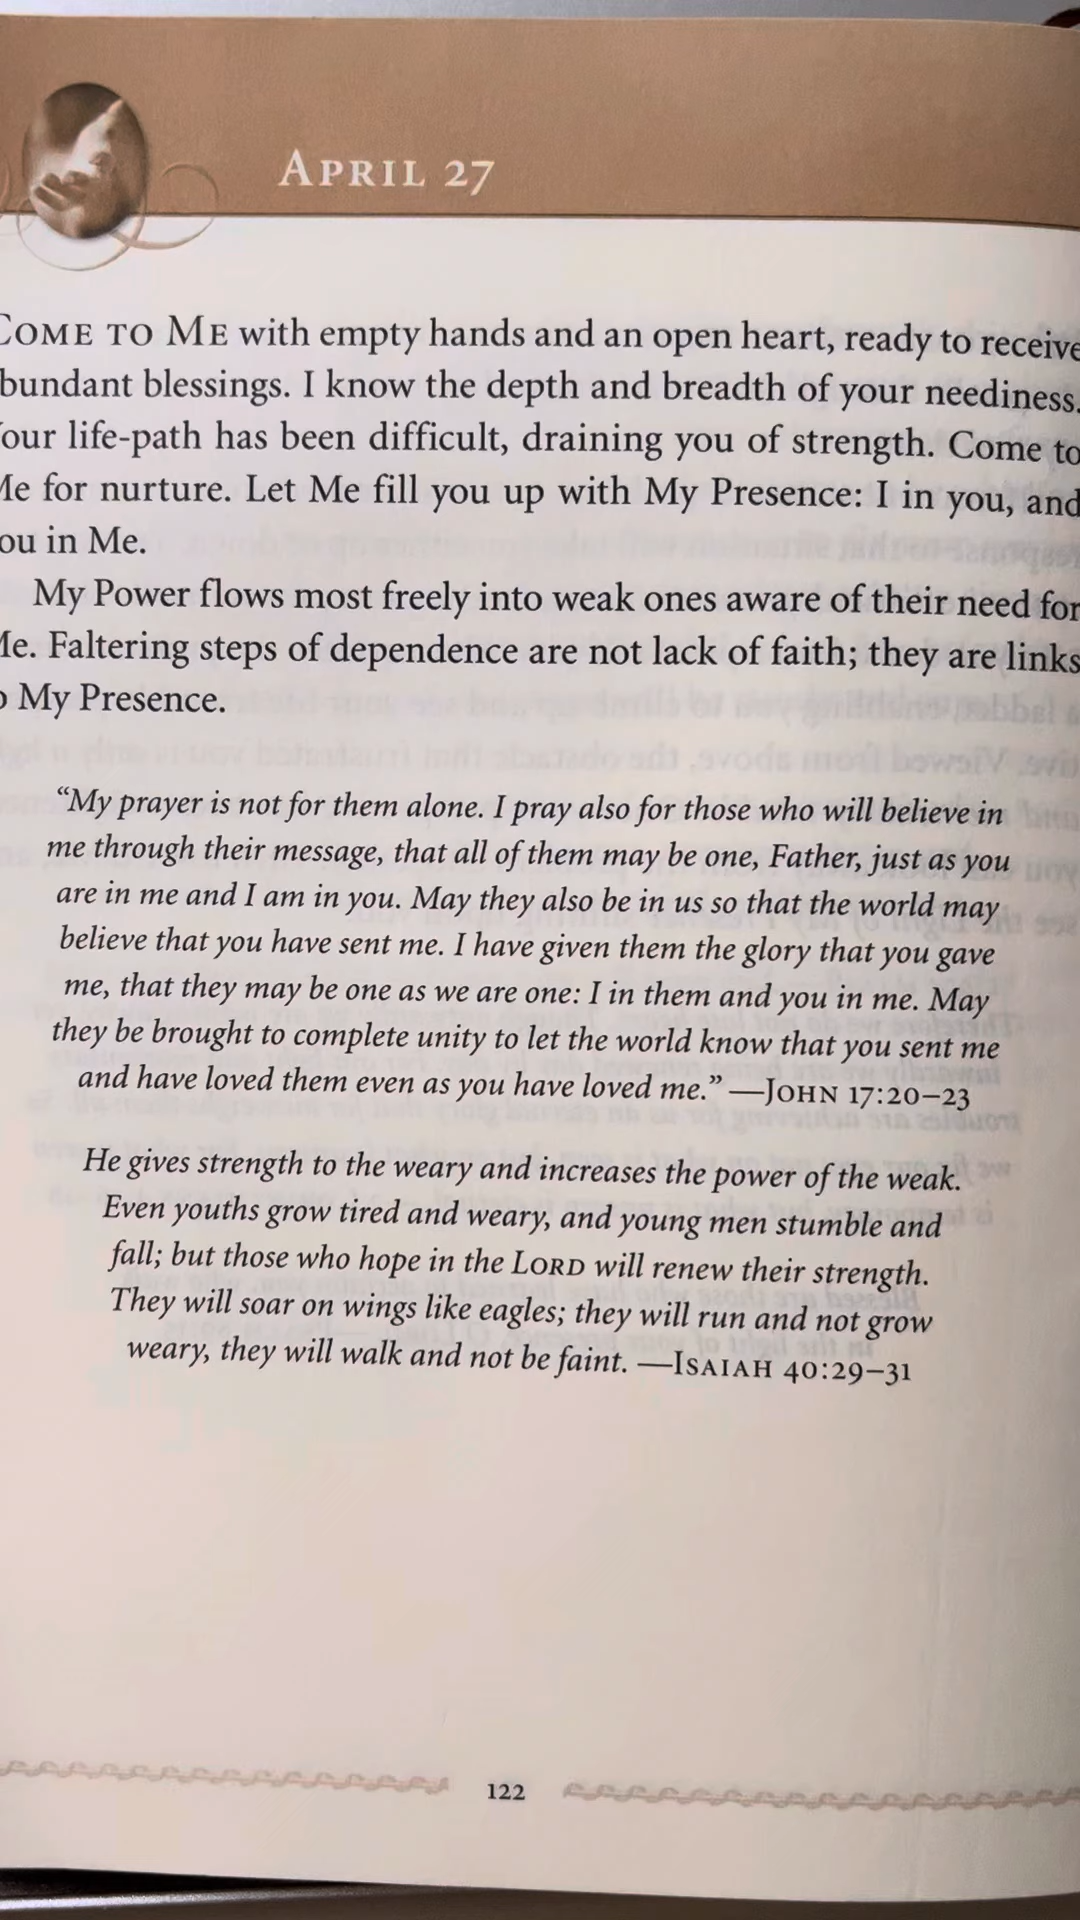 APRIL 27
COME TO ME with empty hands and an open heart, ready to receive
bundant blessings. I know the depth and breadth of your neediness.
our life-path has been difficult, draining you of strength. Come to
Me for nurture. Let Me fill you up with My Presence: I in you, and
ou in Me.
My Power flows most freely into weak ones aware of their need for
Me. Faltering steps of dependence are not lack of faith; they are links
o My Presence.
“My prayer is not for them alone. I pray also for those who will believe in
me through their message, that all of them may be one, Father, just as you
are in me and I am in you. May they also be in us so that the world may
believe that you have sent me. I have given them the glory that you gave
me, that they may be one as we are one: I in them and you in me. May
they be brought to complete unity to let the world know that you sent me
and have loved them even as you have loved me.” —JOHN 17:20–23
He gives strength to the weary and increases the power of the weak.
Even youths grow tired and weary, and young men stumble and
fall; but those who hope in the LORD will renew their strength.
They will soar on wings like eagles; they will run and not grow
weary, they will walk and not be faint. —ISAIAH 40:29–31
122